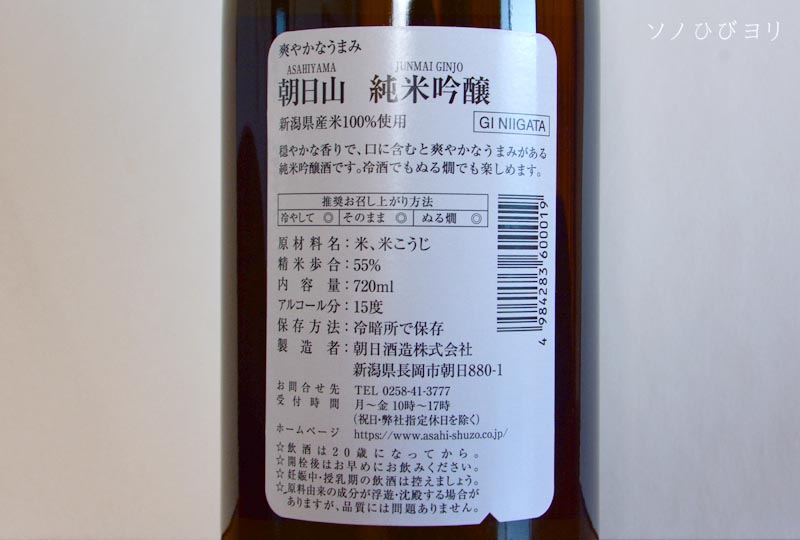 ソノひびヨリ
爽やかなうまみ
ASAHIYAMA JUNMAI GINJO
朝日山 純米吟醸
新潟県産米100%使用
GI NIIGATA
穏やかな香りで、口に含むと爽やかなうまみがある
純米吟醸酒です。冷酒でもぬる燗でも楽しめます。
推奨お召し上がり方法
冷やして ◎ そのまま ◎ ぬる燗 ◎
原材料名：米、米こうじ
精米歩合：55%
内容量：720ml
アルコール分：15度
保存方法：冷暗所で保存
製造者：朝日酒造株式会社
新潟県長岡市朝日880-1
お問合せ先 TEL 0258-41-3777
受付時間 月〜金 10時〜17時
(祝日・弊社指定休日を除く)
ホームページ https://www.asahi-shuzo.co.jp/
☆飲酒は20歳になってから。
☆開栓後はお早めにお飲みください。
☆妊娠中・授乳期の飲酒は控えましょう。
☆原料由来の成分が浮遊・沈殿する場合が
ありますが、品質には問題ありません。
4 984283 600019